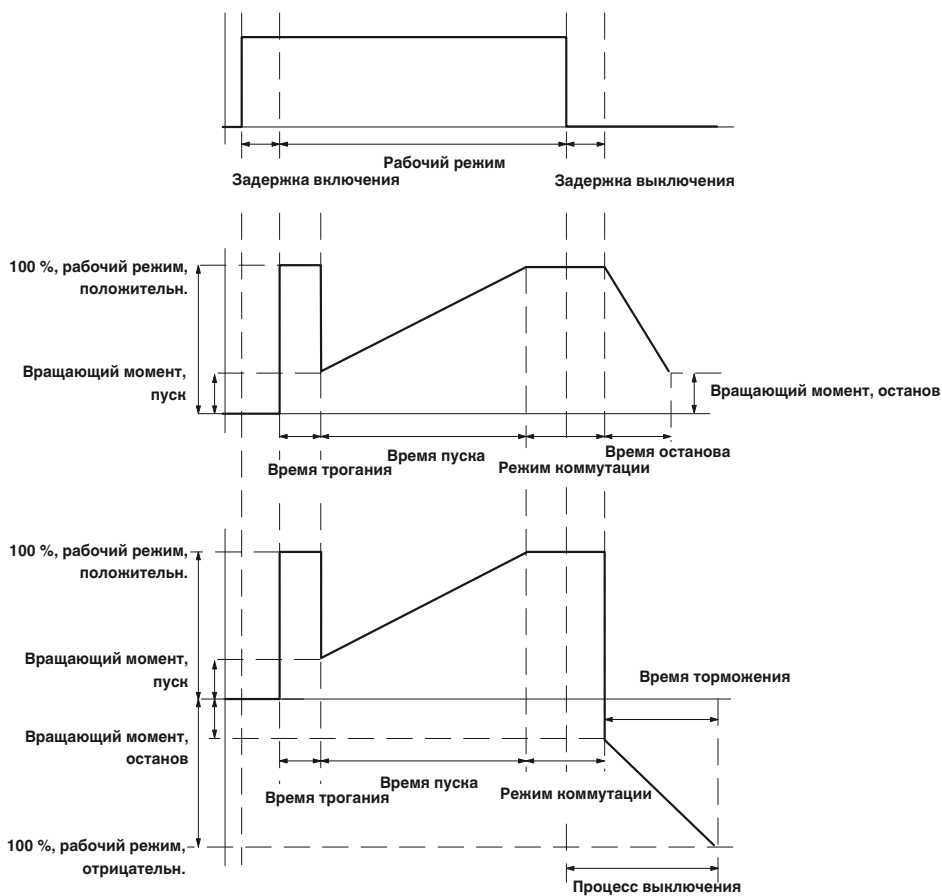 Рабочий режим
Задержка включения
Задержка выключения
100 %, рабочий режим,
положительн.
Вращающий момент,
пуск
Вращающий момент, останов
Время трогания
Время пуска
Режим коммутации
Время останова
100 %, рабочий режим,
положительн.
Вращающий момент,
пуск
Время торможения
Вращающий момент,
останов
Время трогания
Время пуска
Режим коммутации
100 %, рабочий режим,
отрицательн.
Процесс выключения